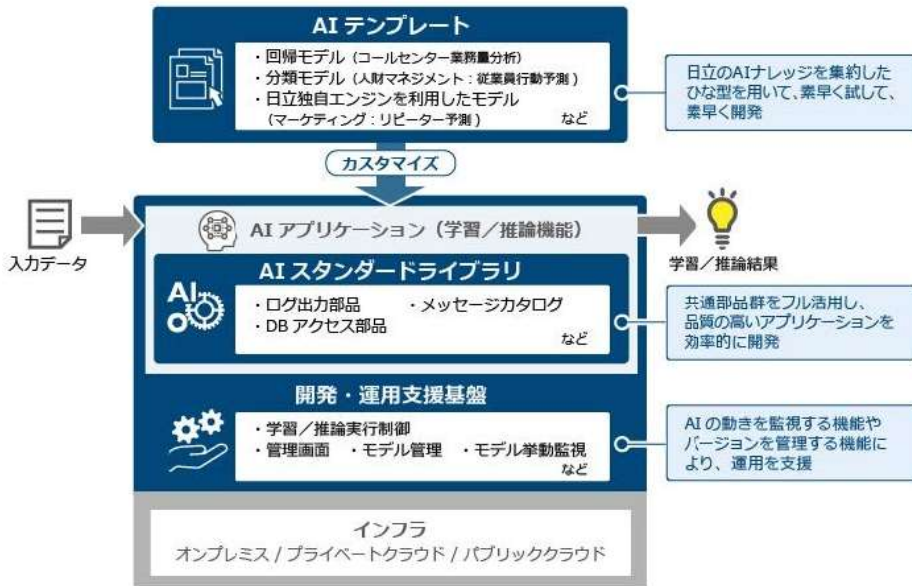 AI テンプレート
・回帰モデル（コールセンター業務量分析）
・分類モデル（人財マネジメント：従業員行動予測）
・日立独自エンジンを利用したモデル
（マーケティング：リピーター予測） など
日立のAIナレッジを集約した
ひな型を用いて、素早く試して、
素早く開発
カスタマイズ
入力データ
AI アプリケーション（学習／推論機能）
学習／推論結果
AI スタンダードライブラリ
AI
・ログ出力部品 ・メッセージカタログ
・DB アクセス部品
など
共通部品群をフル活用し、
品質の高いアプリケーションを
効率的に開発
開発・運用支援基盤
・学習／推論実行制御
・管理画面 ・モデル管理 ・モデル挙動監視
など
AI の動きを監視する機能や
バージョンを管理する機能に
より、運用を支援
インフラ
オンプレミス / プライベートクラウド / パブリッククラウド